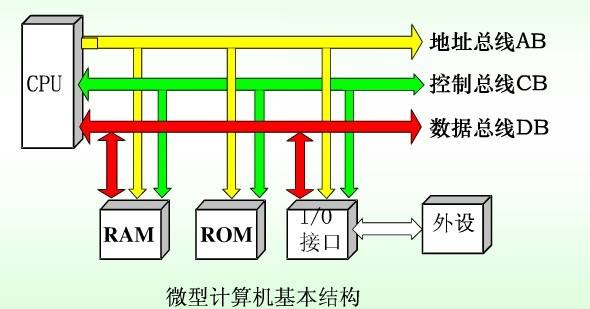 地址总线AB
CPU
控制总线CB
数据总线DB
RAM
ROM
I/O
接口
外设
微型计算机基本结构